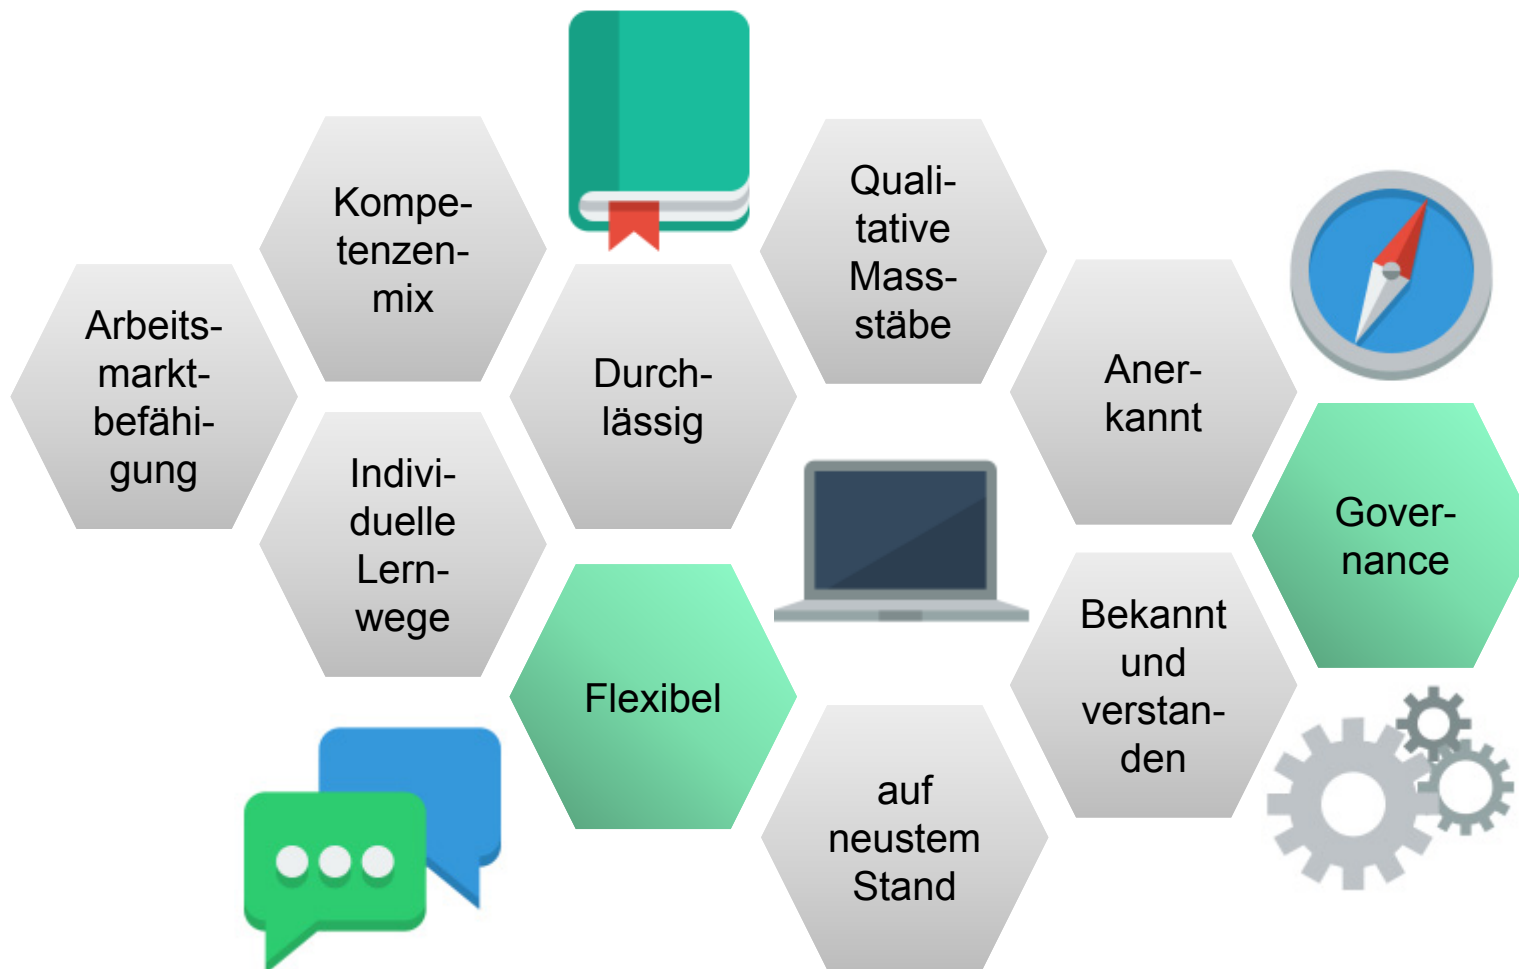 Kompe-
tenzen-
mix
Quali-
tative
Mass-
stäbe
Arbeits-
markt-
befähi-
gung
Durch-
lässig
Aner-
kannt
Indivi-
duelle
Lern-
wege
Gover-
nance
Flexibel
Bekannt
und
verstan-
den
auf
neustem
Stand